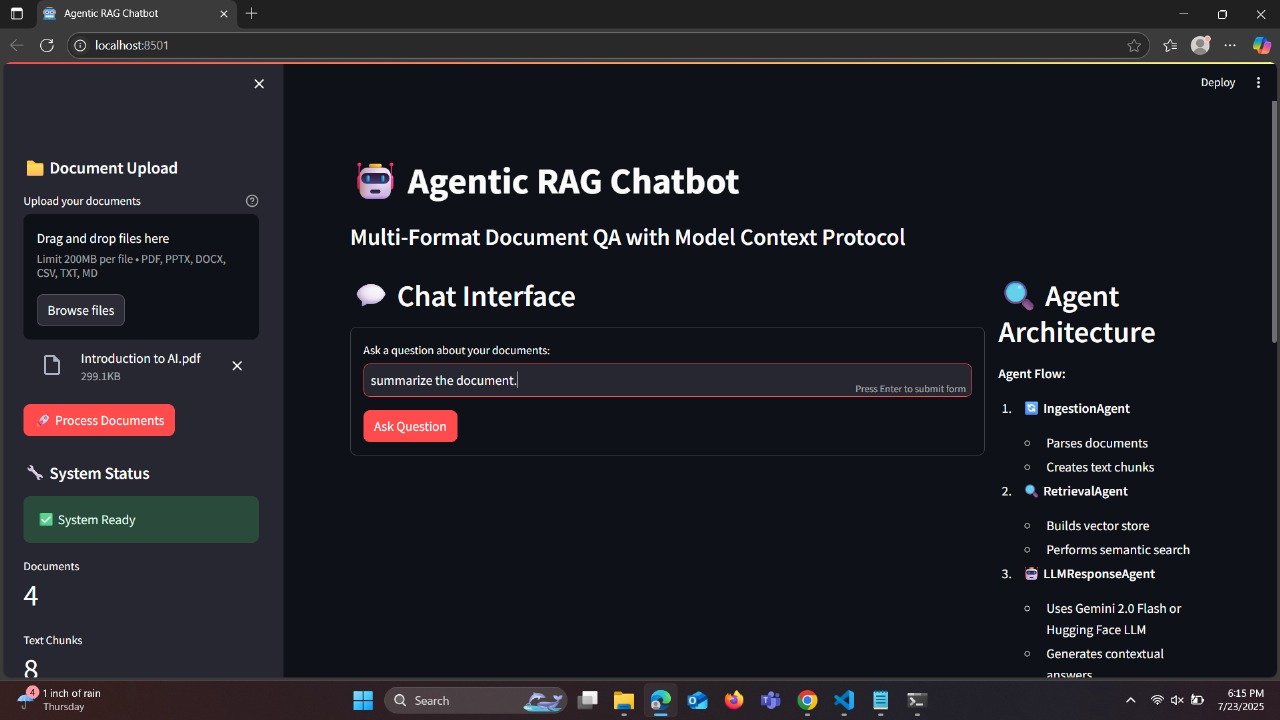 Agentic RAG Chatbot
localhost:8501
Deploy
Document Upload
Upload your documents
Drag and drop files here
Limit 200MB per file • PDF, PPTX, DOCX,
CSV, TXT, MD
Browse files
Introduction to AI.pdf
299.1KB
Process Documents
System Status
System Ready
Documents
4
Text Chunks
8
Agentic RAG Chatbot
Multi-Format Document QA with Model Context Protocol
Chat Interface
Ask a question about your documents:
summarize the document.
Press Enter to submit form
Ask Question
Agent
Architecture
Agent Flow:
1. IngestionAgent
Parses documents
Creates text chunks
2. RetrievalAgent
Builds vector store
Performs semantic search
3. LLMResponseAgent
Uses Gemini 2.0 Flash or
Hugging Face LLM
Generates contextual
answers
4
1 inch of rain
Thursday
Search
6:15 PM
7/23/2025